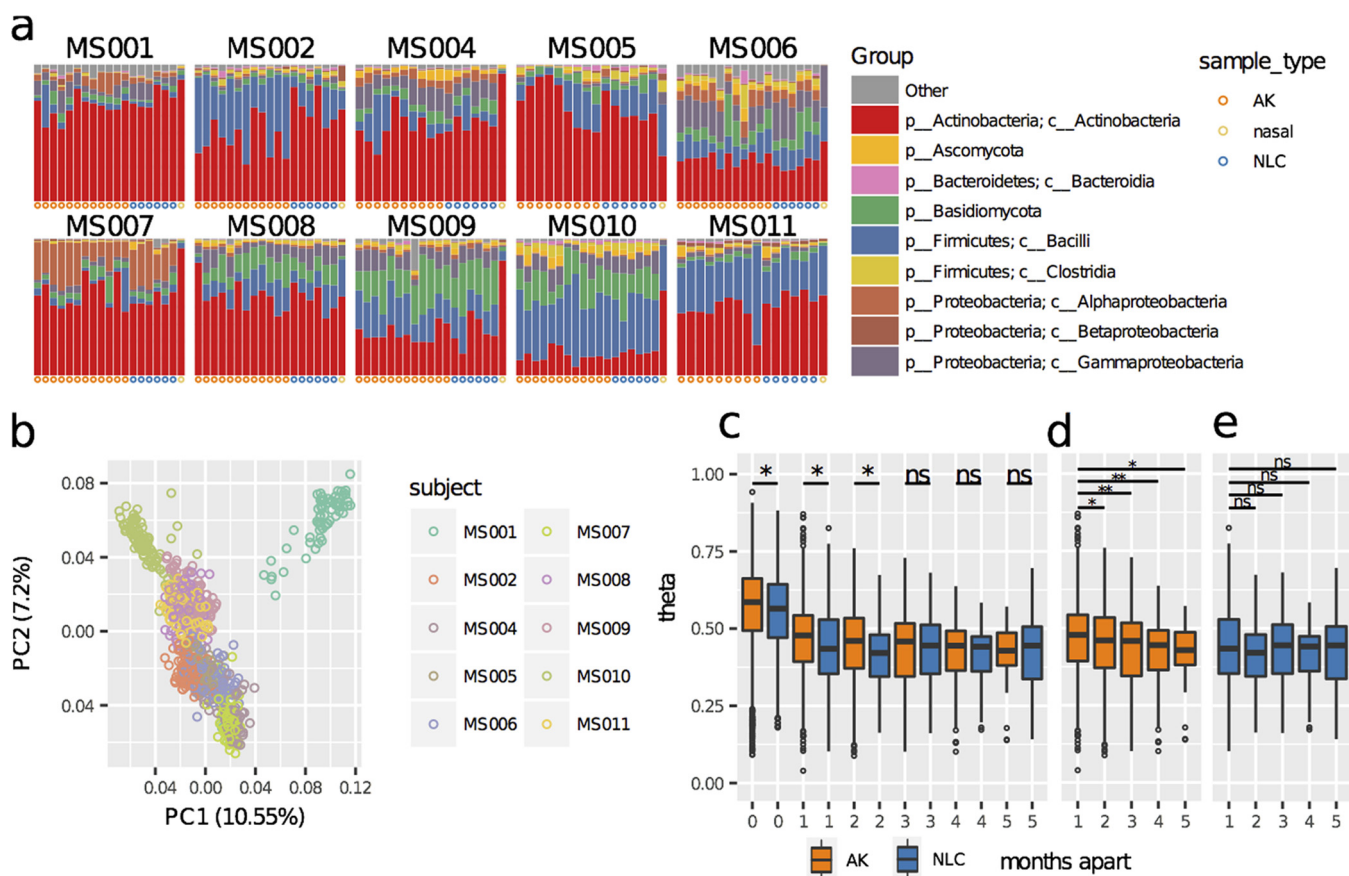 a
MS001 MS002 MS004 MS005 MS006
MS007 MS008 MS009 MS010 MS011
Group
Other
p__Actinobacteria; c__Actinobacteria
p__Ascomycota
p__Bacteroidetes; c__Bacteroidia
p__Basidiomycota
p__Firmicutes; c__Bacilli
p__Firmicutes; c__Clostridia
p__Proteobacteria; c__Alphaproteobacteria
p__Proteobacteria; c__Betaproteobacteria
p__Proteobacteria; c__Gammaproteobacteria
sample_type
AK
nasal
NLC
b
PC2 (7.2%)
0.08
0.04
0.00
0.04
0.04 0.00 0.04 0.08 0.12
PC1 (10.55%)
subject
MS001 MS007
MS002 MS008
MS004 MS009
MS005 MS010
MS006 MS011
c
theta
1.00
0.75
0.50
0.25
0.00
* * * ns ns ns
0 0 1 1 2 2 3 3 4 4 5 5
d
*
**
**
*
1 2 3 4 5
e
ns
ns
ns
ns
1 2 3 4 5
AK NLC months apart